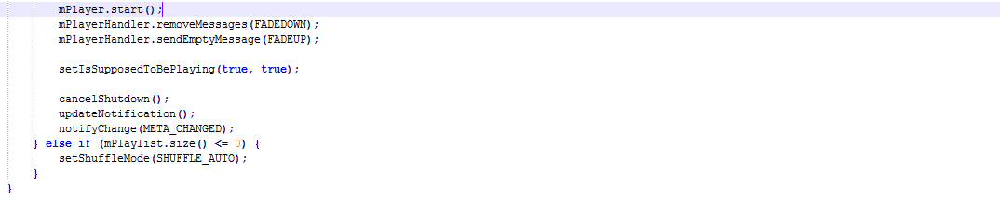 mPlayer.start();
mPlayerHandler.removeMessages(FADEDOWN);
mPlayerHandler.sendEmptyMessage(FADEUP);
setIsSupposedToBePlaying(true, true);
cancelShutdown();
updateNotification();
notifyChange(META_CHANGED);
} else if (mPlaylist.size() <= 0) {
setShuffleMode(SHUFFLE_AUTO);
}
}